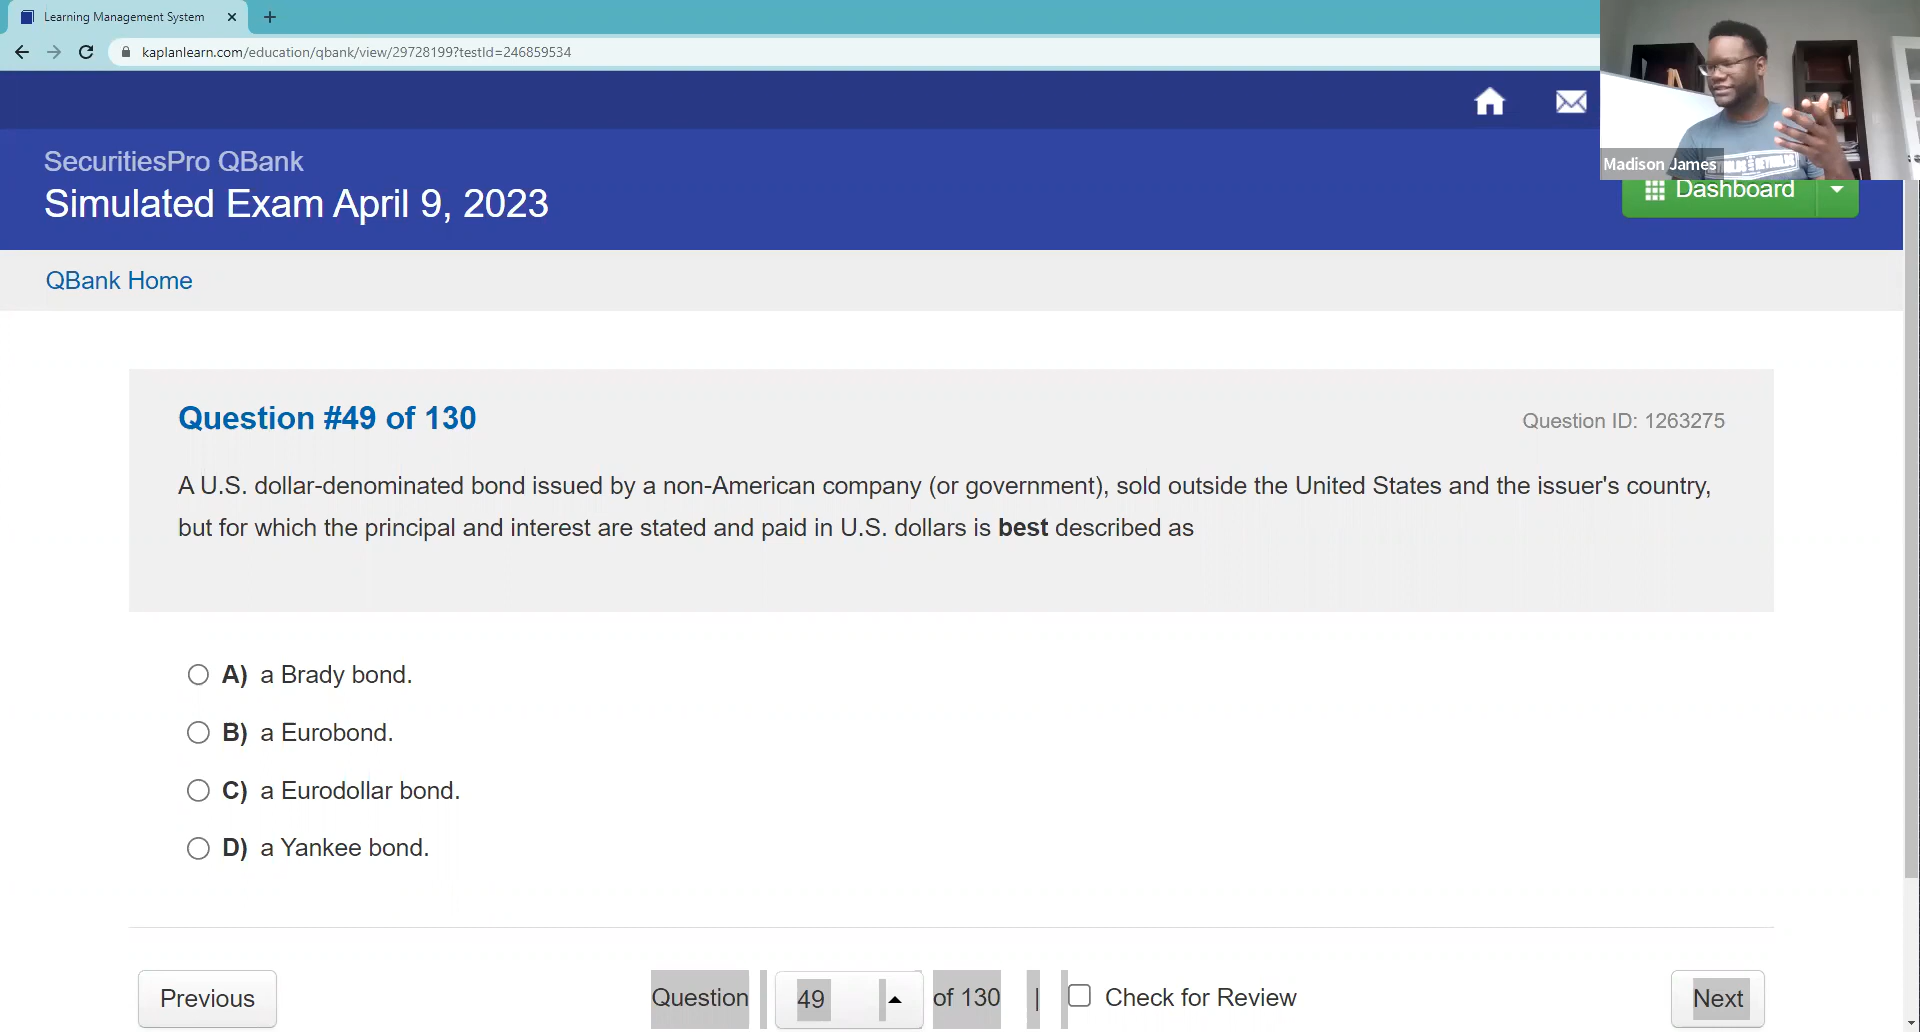 Learning Management System
kaplanlearn.com/education/qbank/view/29728199?testId=246859534
Madison James
SecuritiesPro QBank
Simulated Exam April 9, 2023
Dashboard
QBank Home
Question #49 of 130
Question ID: 1263275
A U.S. dollar-denominated bond issued by a non-American company (or government), sold outside the United States and the issuer's country,
but for which the principal and interest are stated and paid in U.S. dollars is best described as
A) a Brady bond.
B) a Eurobond.
C) a Eurodollar bond.
D) a Yankee bond.
Previous
Question 49 of 130 | Check for Review
Next